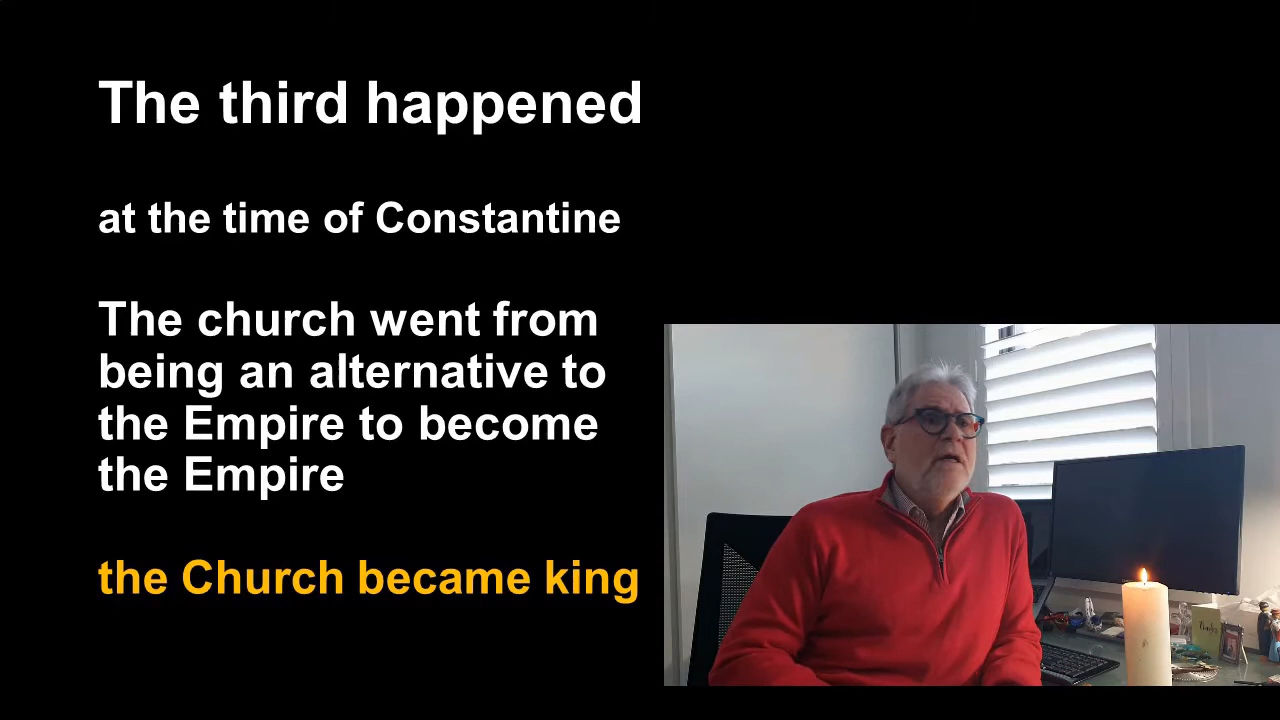 The third happened
at the time of Constantine
The church went from
being an alternative to
the Empire to become
the Empire
the Church became king